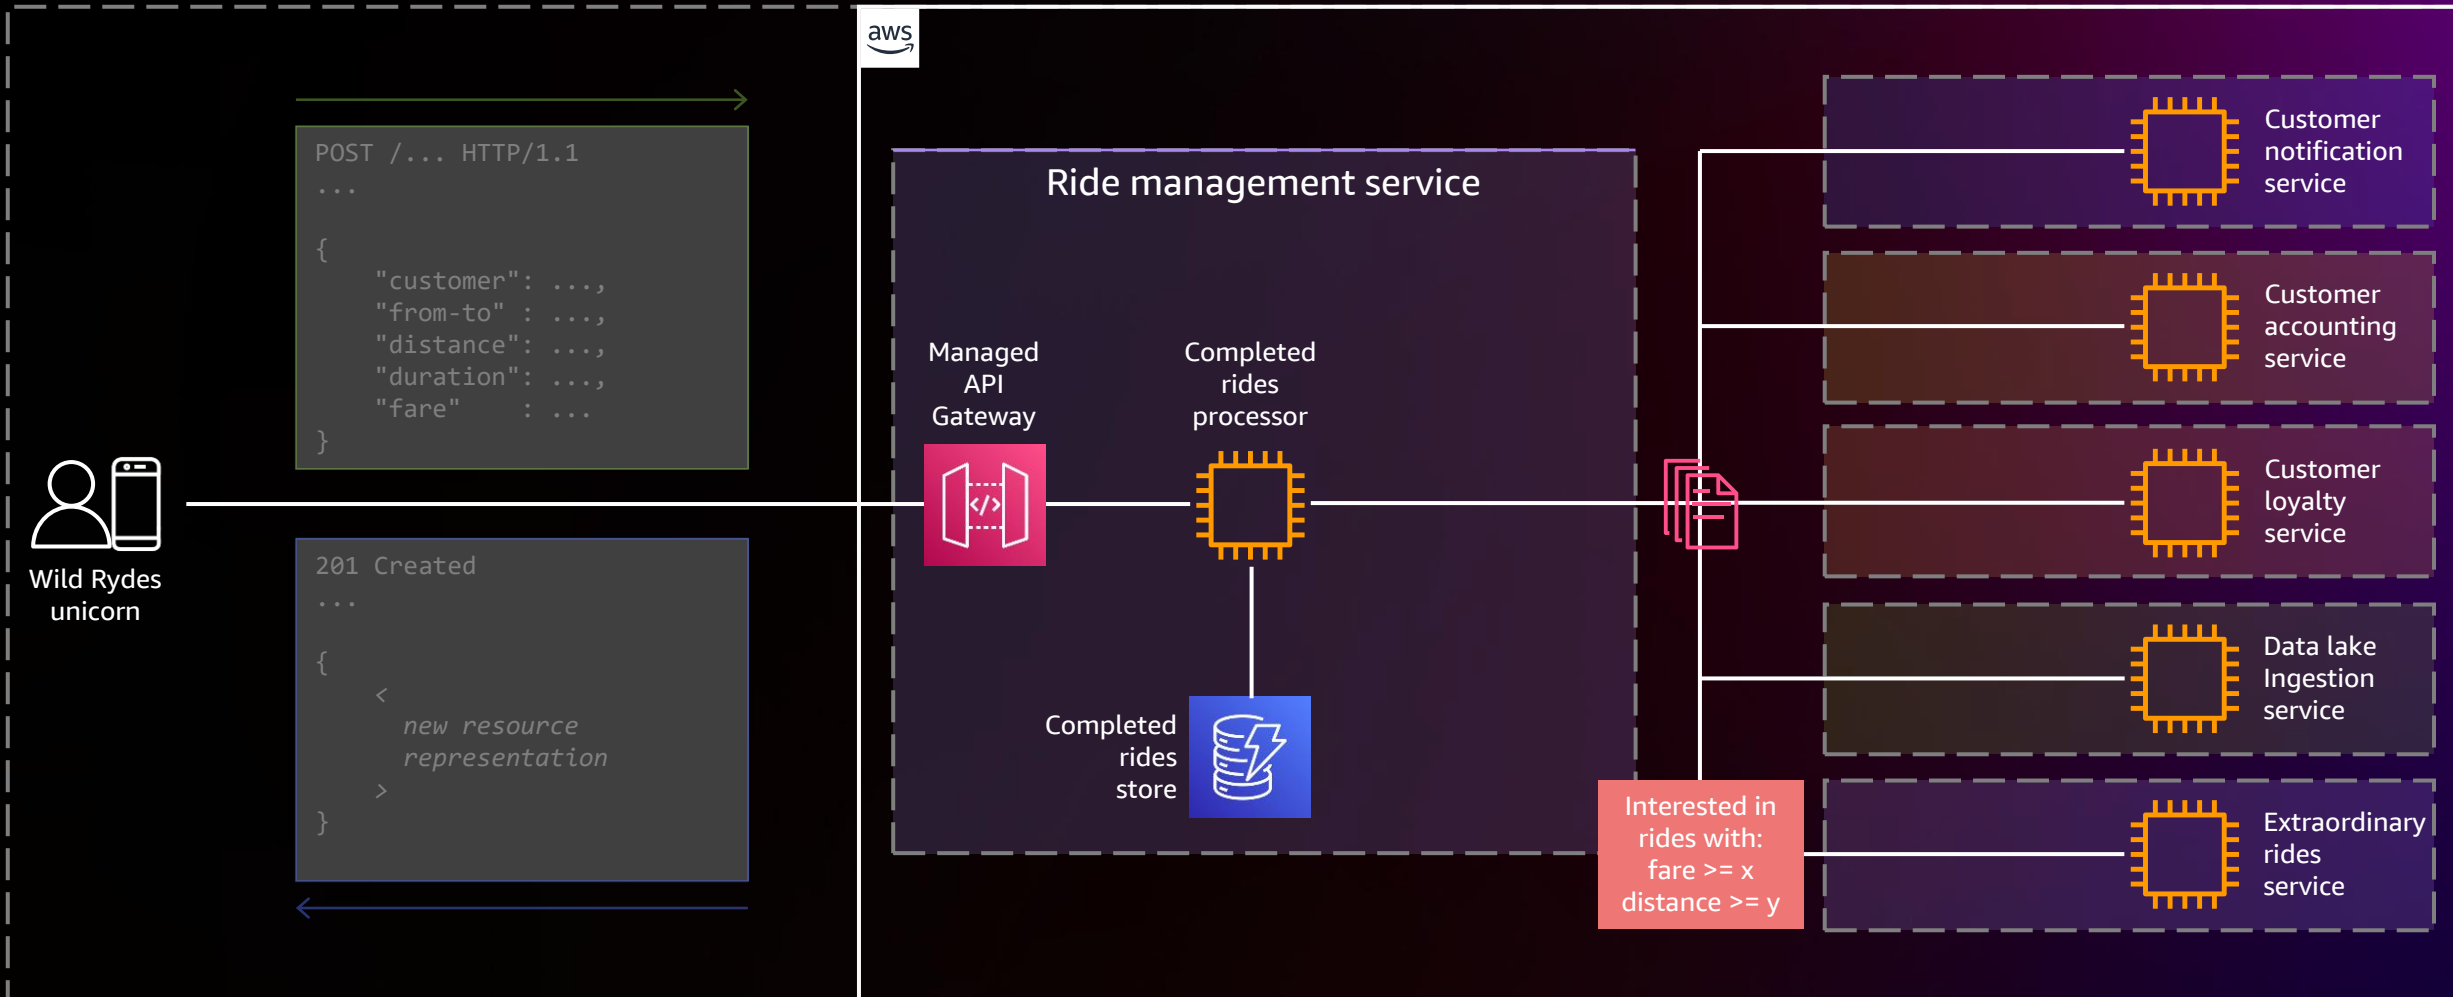 aws
POST /... HTTP/1.1
...
{
"customer": ...,
"from-to" : ...,
"distance": ...,
"duration": ...,
"fare"    : ...
}
Wild Rydes
unicorn
201 Created
...
{
<
new resource
representation
>
}
Ride management service
Managed
API
Gateway
</>
Completed
rides
processor
Completed
rides
store
Interested in
rides with:
fare >= x
distance >= y
Customer
notification
service
Customer
accounting
service
Customer
loyalty
service
Data lake
Ingestion
service
Extraordinary
rides
service